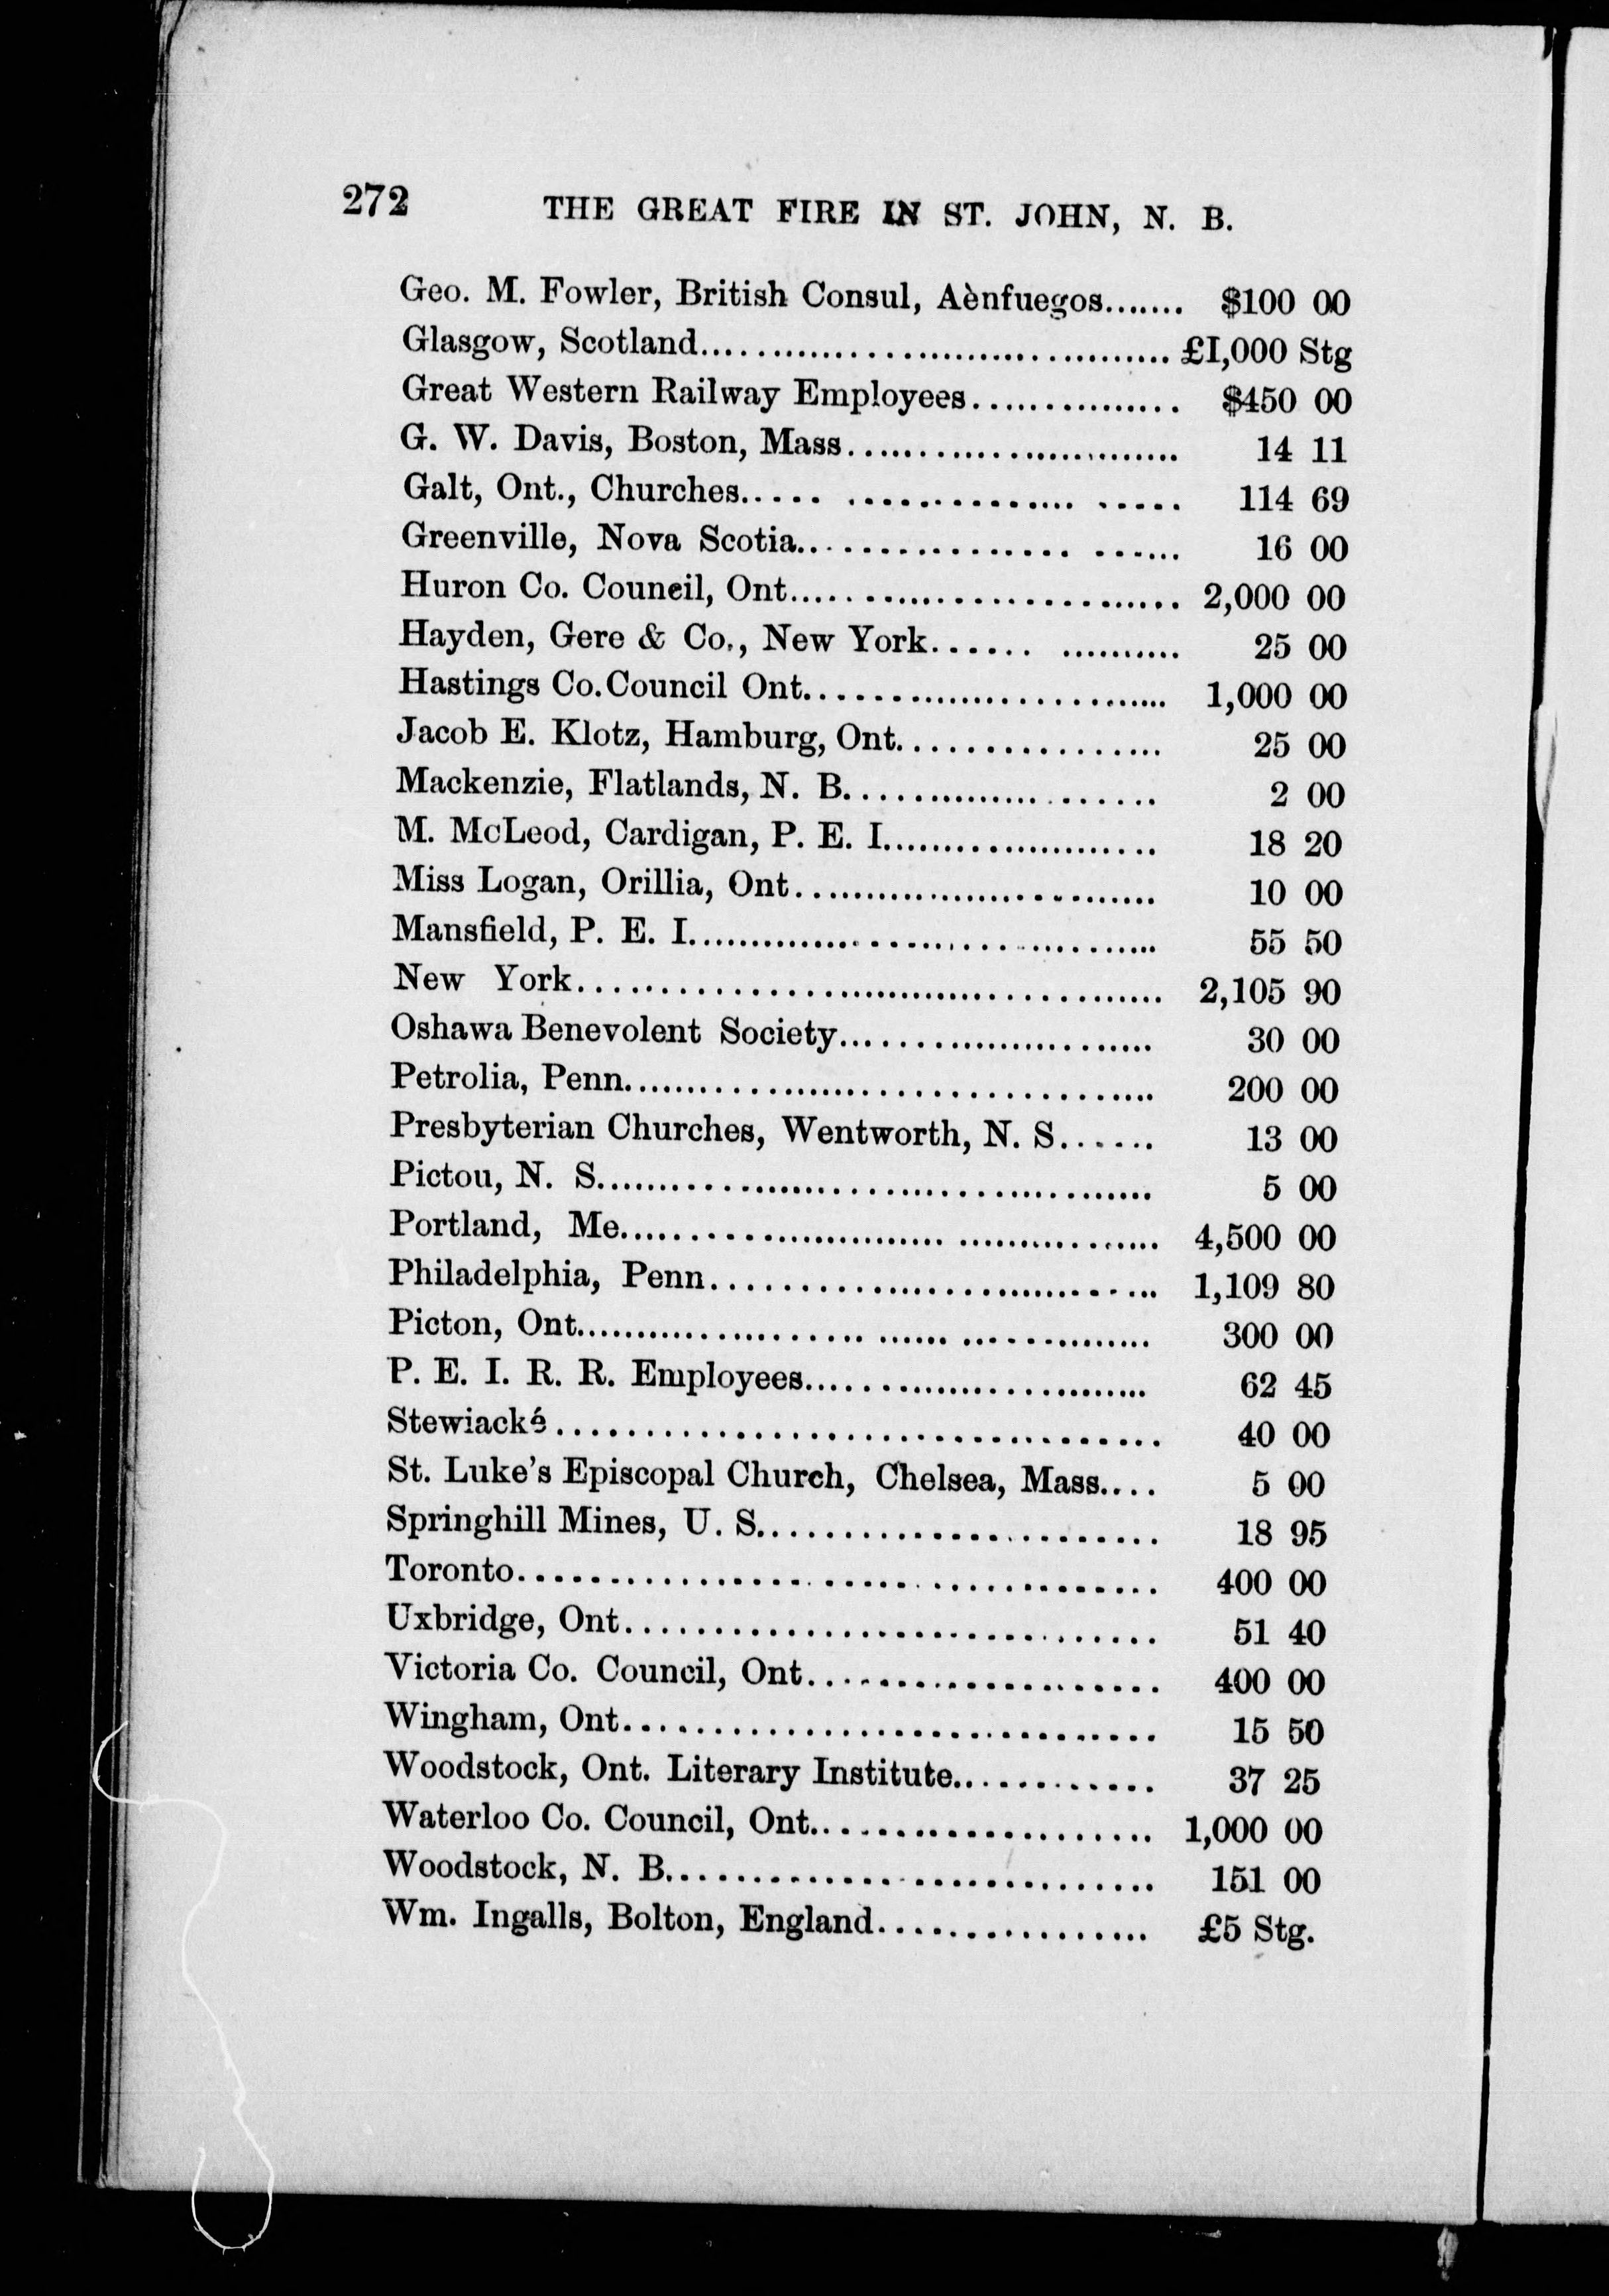 272 THE GREAT FIRE IN ST. JOHN, N. B.
Geo. M. Fowler, British Consul, Aènfuegos....... $100 00
Glasgow, Scotland....................................... £1,000 Stg
Great Western Railway Employees............... $450 00
G. W. Davis, Boston, Mass........................... 14 11
Galt, Ont., Churches..... .................. ..... 114 69
Greenville, Nova Scotia.................... ...... 16 00
Huron Co. Council, Ont.............................. 2,000 00
Hayden, Gere & Co., New York...... .......... 25 00
Hastings Co. Council Ont........................... 1,000 00
Jacob E. Klotz, Hamburg, Ont................. 25 00
Mackenzie, Flatlands, N. B...................... 2 00
M. McLeod, Cardigan, P. E. I..................... 18 20
Miss Logan, Orillia, Ont........................... 10 00
Mansfield, P. E. I.................................... 55 50
New York........................................... 2,105 90
Oshawa Benevolent Society........................ 30 00
Petrolia, Penn....................................... 200 00
Presbyterian Churches, Wentworth, N. S...... 13 00
Pictou, N. S.......................................... 5 00
Portland, Me......................... ................ 4,500 00
Philadelphia, Penn................................. 1,109 80
Picton, Ont.................... ...... .............. 300 00
P. E. I. R. R. Employees........................... 62 45
Stewiacké................................... 40 00
St. Luke's Episcopal Church, Chelsea, Mass.... 5 00
Springhill Mines, U. S.......................... 18 95
Toronto....................................... 400 00
Uxbridge, Ont................................ 51 40
Victoria Co. Council, Ont...................... 400 00
Wingham, Ont................................ 15 50
Woodstock, Ont. Literary Institute............ 37 25
Waterloo Co. Council, Ont..................... 1,000 00
Woodstock, N. B.............................. 151 00
Wm. Ingalls, Bolton, England................. £5 Stg.